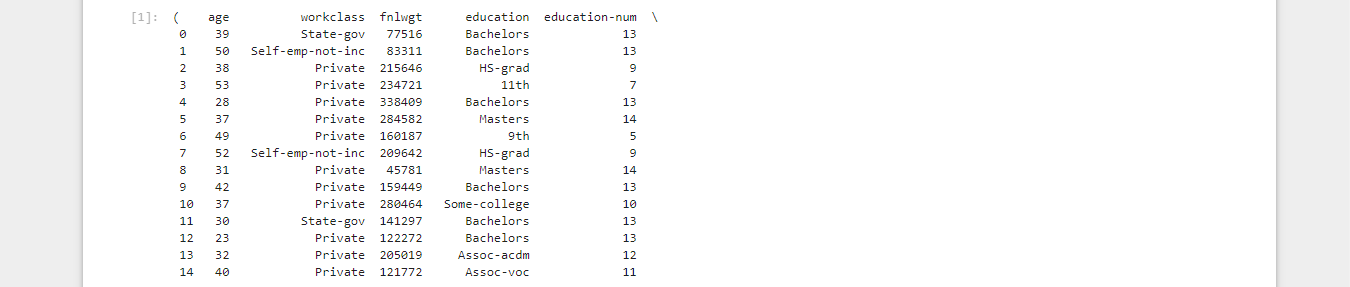 [1]: ( age workclass fnlwgt education education-num \
0 39 State-gov 77516 Bachelors 13
1 50 Self-emp-not-inc 83311 Bachelors 13
2 38 Private 215646 HS-grad 9
3 53 Private 234721 11th 7
4 28 Private 338409 Bachelors 13
5 37 Private 284582 Masters 14
6 49 Private 160187 9th 5
7 52 Self-emp-not-inc 209642 HS-grad 9
8 31 Private 45781 Masters 14
9 42 Private 159449 Bachelors 13
10 37 Private 280464 Some-college 10
11 30 State-gov 141297 Bachelors 13
12 23 Private 122272 Bachelors 13
13 32 Private 205019 Assoc-acdm 12
14 40 Private 121772 Assoc-voc 11